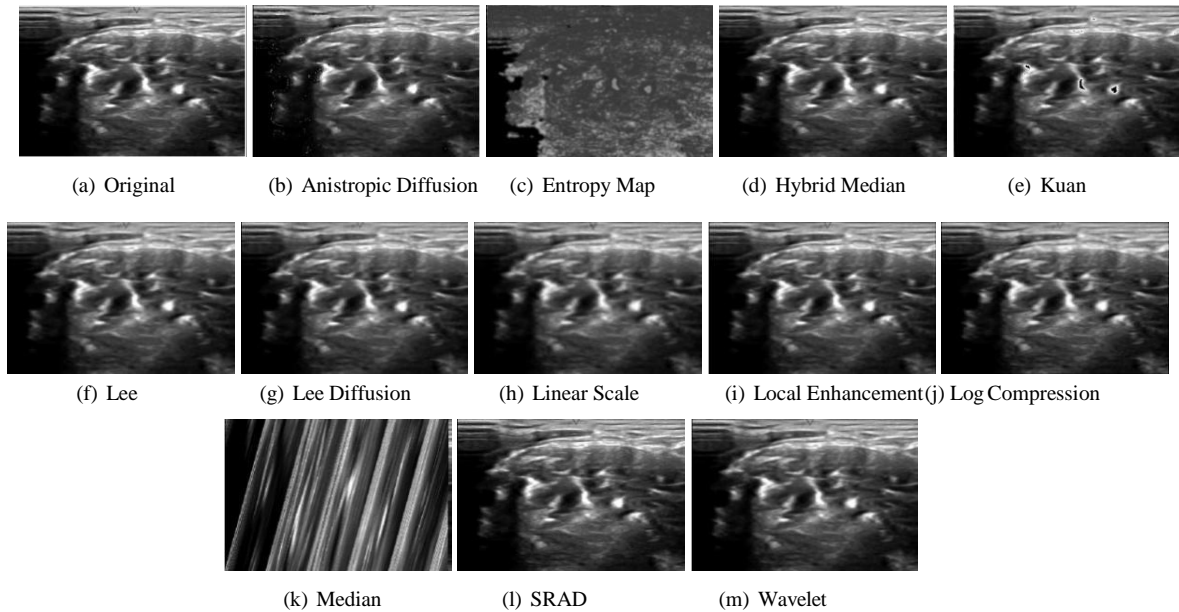 (a) Original
(b) Anistropic Diffusion
(c) Entropy Map
(d) Hybrid Median
(e) Kuan
(f) Lee
(g) Lee Diffusion
(h) Linear Scale
(i) Local Enhancement
(j) Log Compression
(k) Median
(l) SRAD
(m) Wavelet